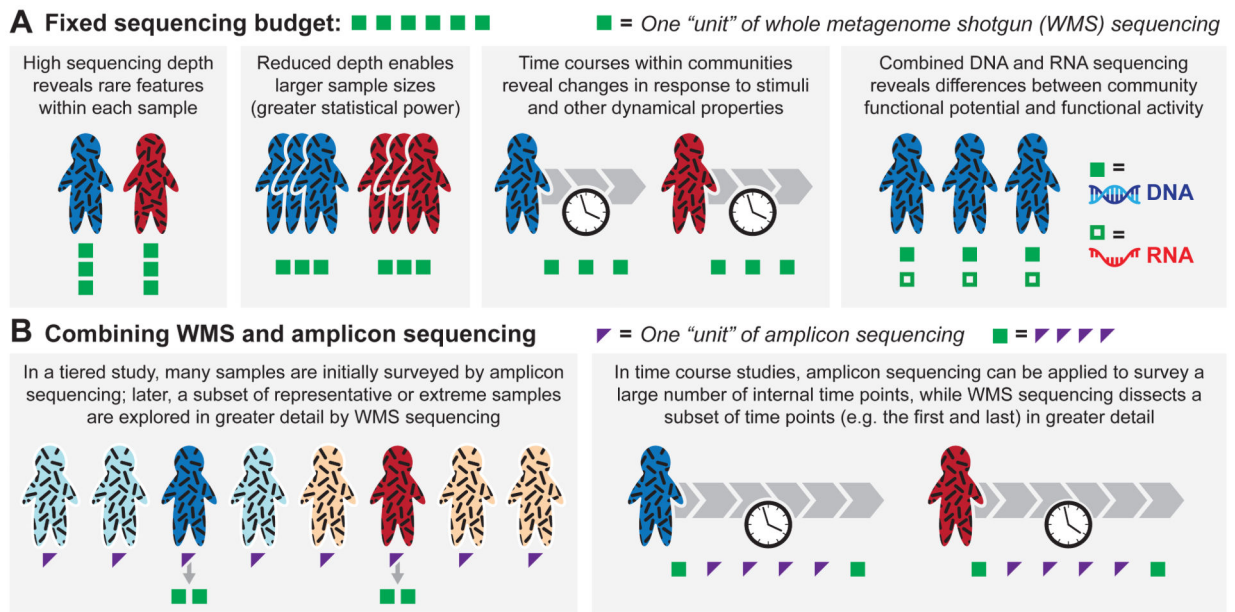 A Fixed sequencing budget:
= One “unit” of whole metagenome shotgun (WMS) sequencing
High sequencing depth
reveals rare features
within each sample
Reduced depth enables
larger sample sizes
(greater statistical power)
Time courses within communities
reveal changes in response to stimuli
and other dynamical properties
Combined DNA and RNA sequencing
reveals differences between community
functional potential and functional activity
=
DNA
=
RNA
B Combining WMS and amplicon sequencing
= One “unit” of amplicon sequencing
=
In a tiered study, many samples are initially surveyed by amplicon
sequencing; later, a subset of representative or extreme samples
are explored in greater detail by WMS sequencing
In time course studies, amplicon sequencing can be applied to survey a
large number of internal time points, while WMS sequencing dissects a
subset of time points (e.g. the first and last) in greater detail